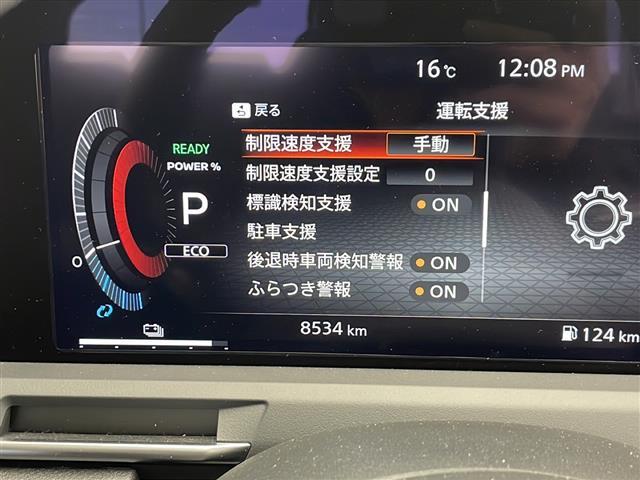 16℃ 12:08 PM
戻る 運転支援
READY
POWER %
P
ECO
0
制限速度支援 手動
制限速度支援設定 0
標識検知支援 ON
駐車支援
後退時車両検知警報 ON
ふらつき警報 ON
8534 km
124 km